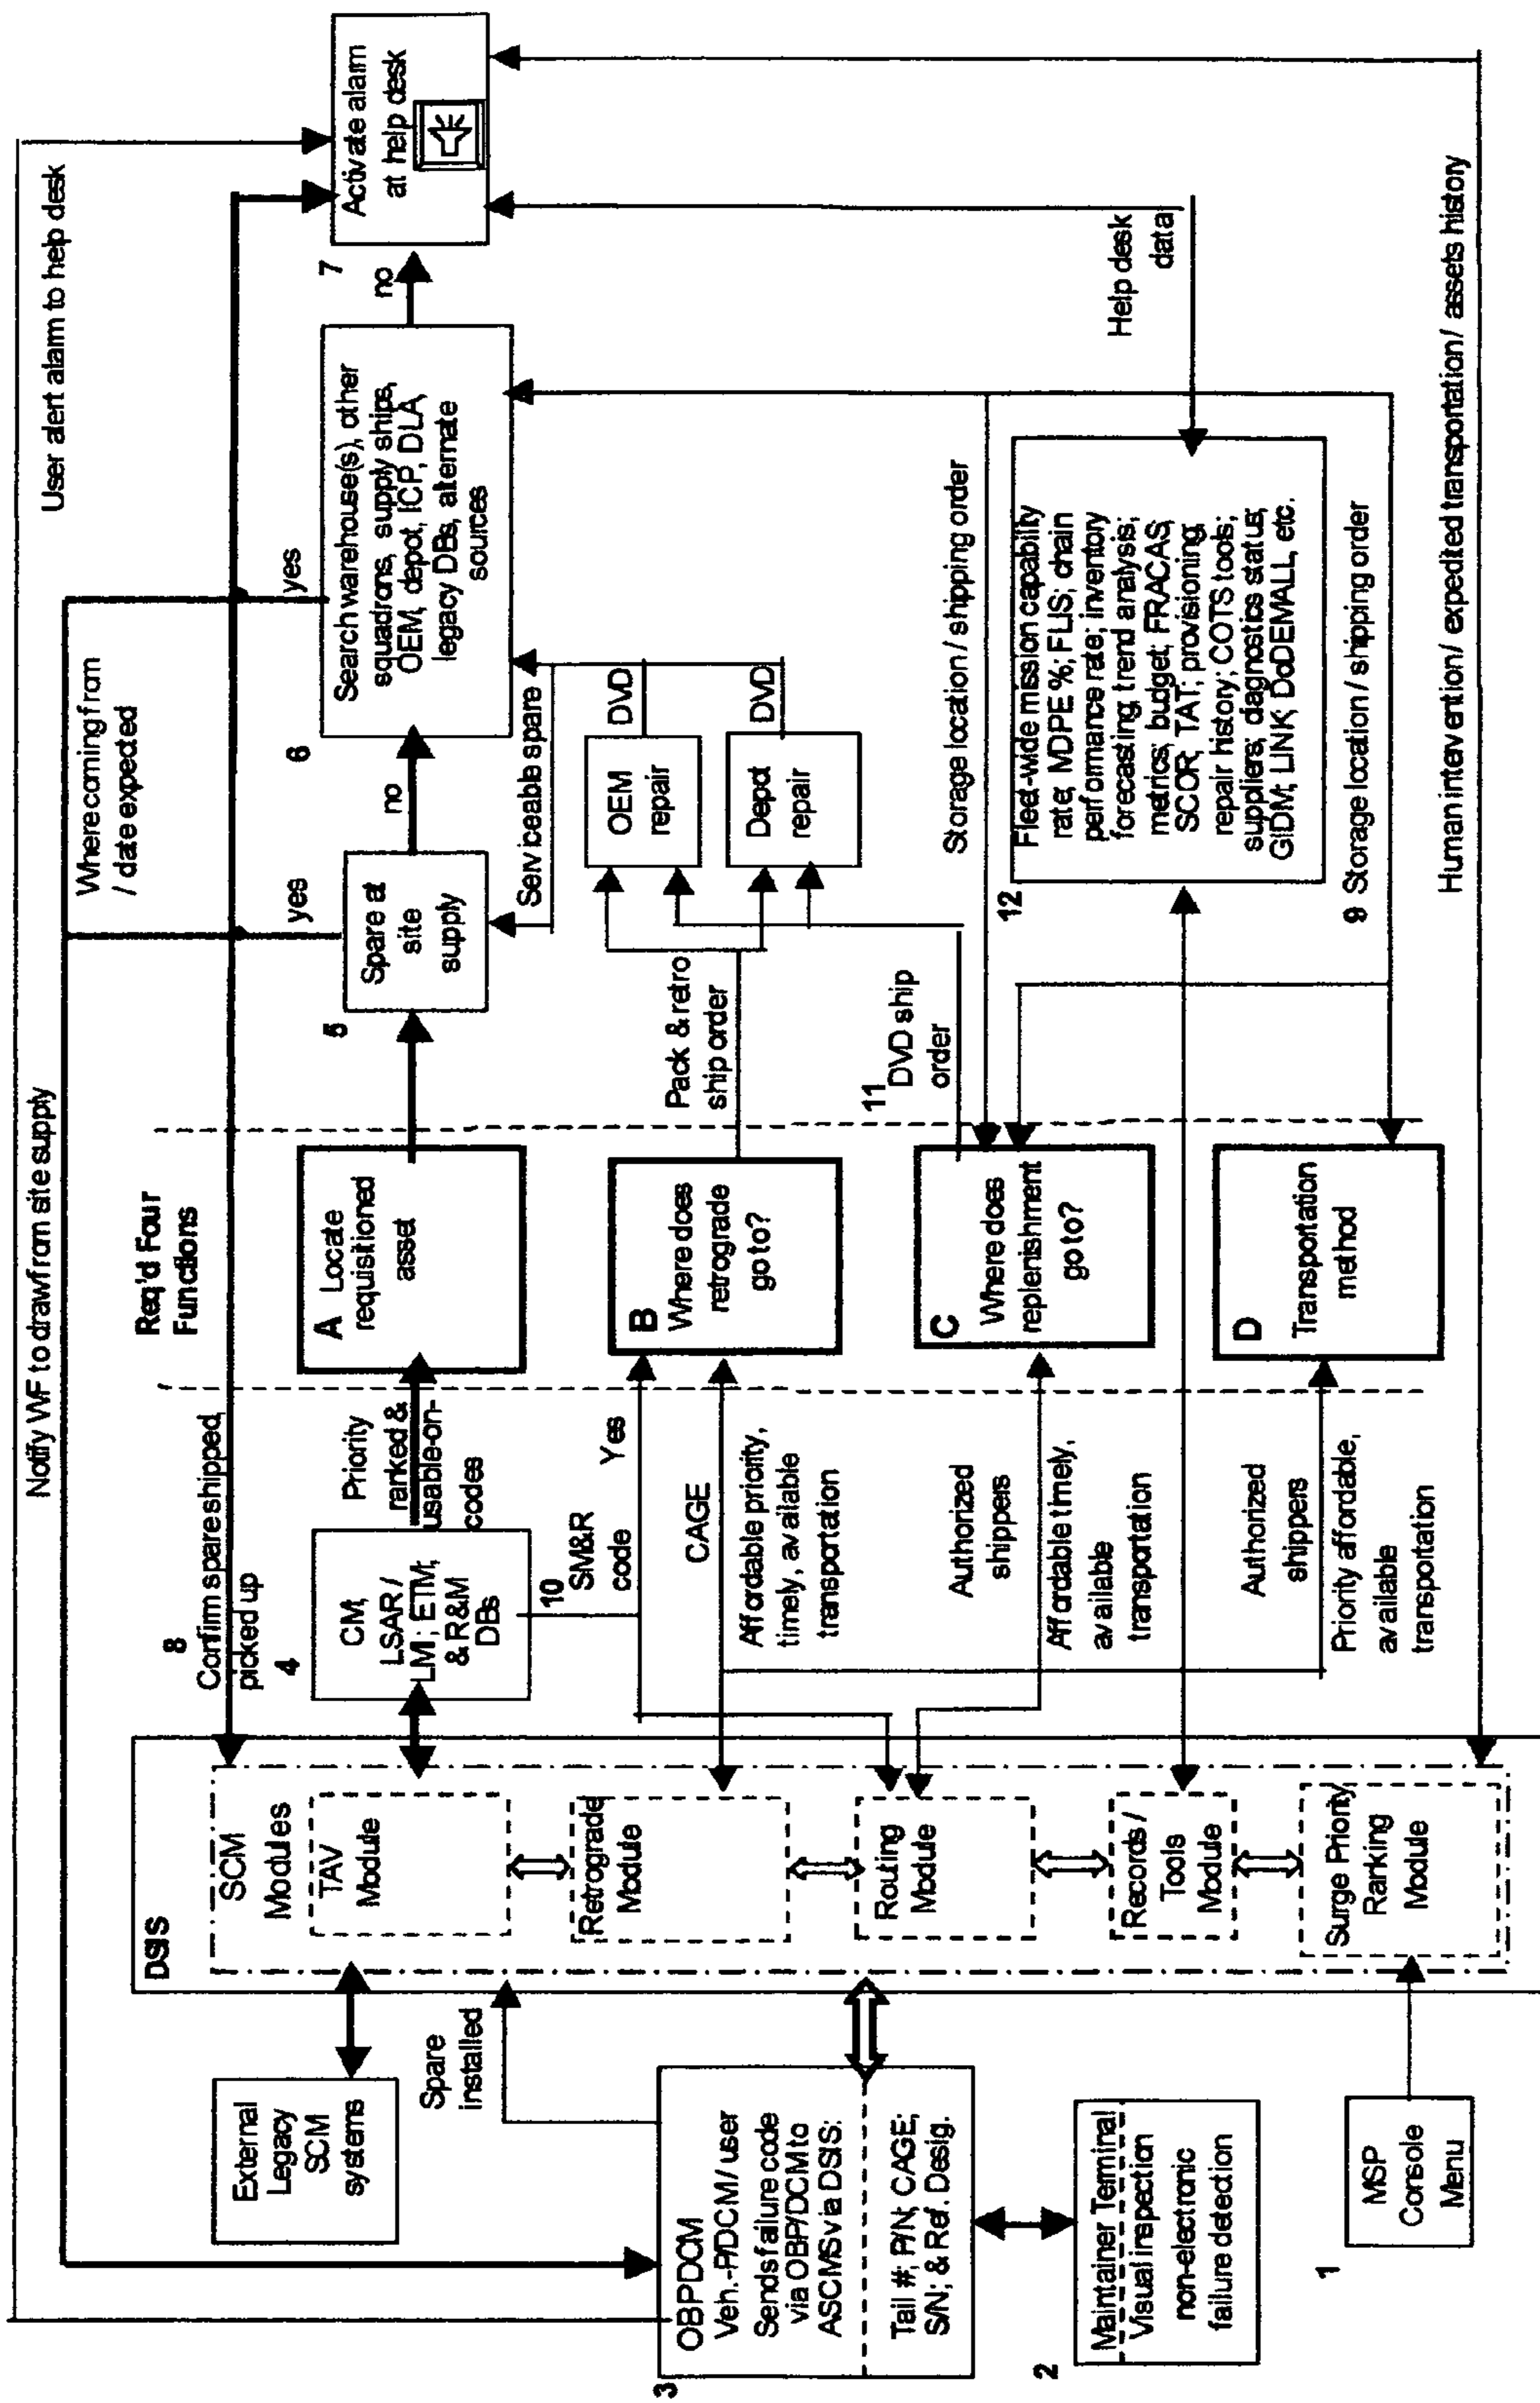 Notify WF to draw from site supply
User alert alarm to help desk
Where coming from
/ date expected
8
Confirm spare shipped,
picked up
Req'd Four
Functions
DSIS
SCM
Modules
TAV
Module
Retrograde
Module
Routing
Module
Records /
Tools
Module
Surge Priority
Ranking
Module
External
Legacy
SCM
systems
Spare
installed
3
OBPDCM
Veh.-P/DCM / user
Sends failure code
via OBP/DCM to
ASCMS via DSIS:
Tail #; P/N; CAGE;
S/N; & Ref. Desig.
2
Maintainer Terminal
Visual inspection
non-electronic
failure detection
1
MSP
Console
Menu
4
CM,
LSAR /
LMI ; ETM;
& R&M
DBs
Priority
ranked &
usable-on-
codes
10
SM&R
code
Yes
CAGE
Affordable priority,
timely, available
transportation
Authorized
shippers
Affordable timely,
available
transportation
Authorized
shippers
Priority affordable,
available
transportation
A Locate
requisitioned
asset
B
Where does
retrograde
go to?
C
Where does
replenishment
go to?
D
Transportation
method
5
Spare at
site
supply
yes
no
6
Search warehouse(s), other
squadrons, supply ships,
OEM, depot, ICP, DLA,
legacy DBs, alternate
sources
yes
no
7
Activate alarm
at help desk
Serviceable spare
Pack & retro
ship order
OEM
repair
DVD
Depot
repair
DVD
11
DVD ship
order
Storage location / shipping order
12
Fleet-wide mission capability
rate; MDPE %; FLIS; chain
performance rate; inventory
forecasting; trend analysis;
metrics; budget; FRACAS;
SCOR; TAT; provisioning;
repair history; COTS tools;
suppliers; diagnostics status;
GIDM; LINK; DoDEMALL, etc.
Help desk
data
9 Storage location / shipping order
Human intervention / expedited transportation / assets history